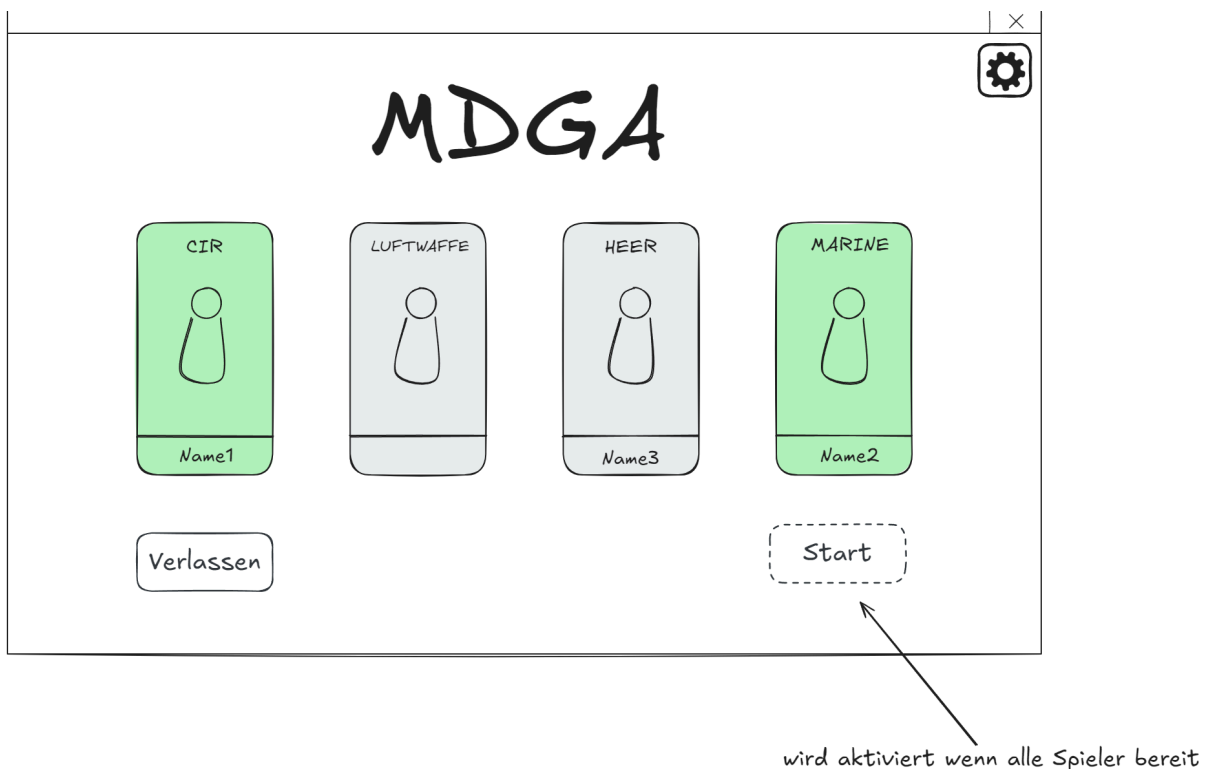 MDGA
CIR
LUFTWAFFE
HEER
MARINE
Name1
Name3
Name2
Verlassen
Start
wird aktiviert wenn alle Spieler bereit